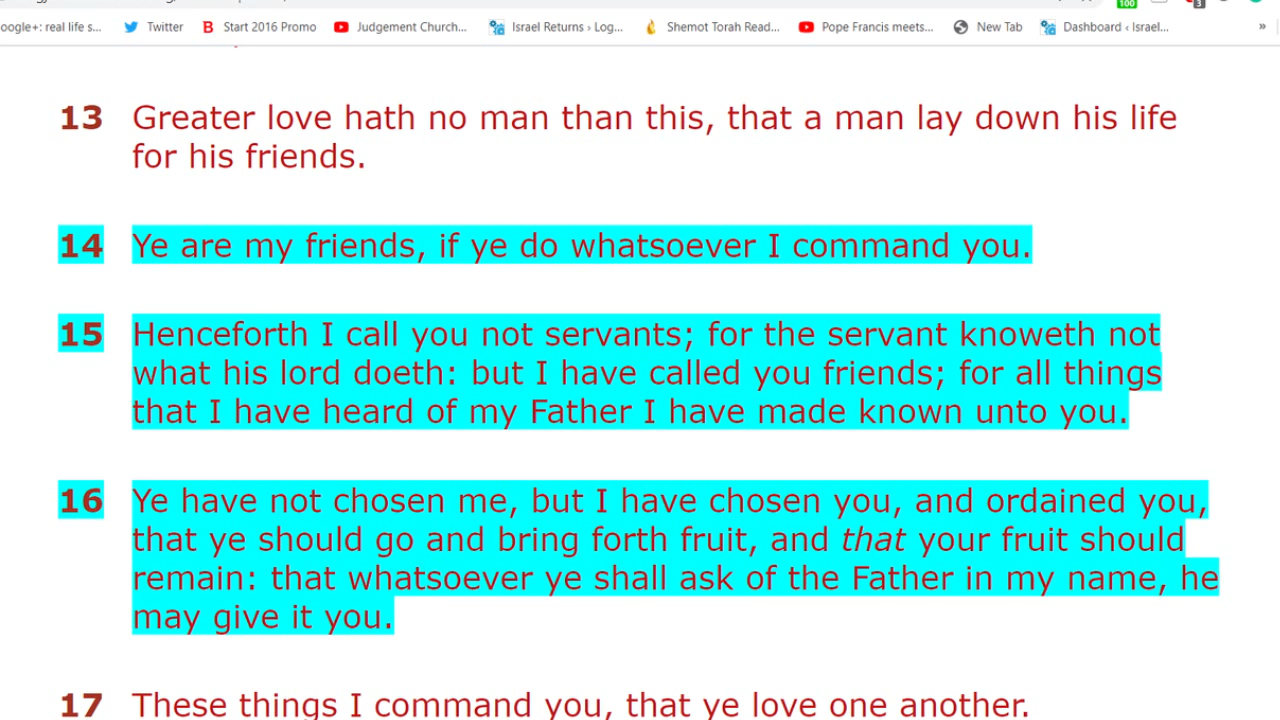 oogle+: real life s... Twitter B Start 2016 Promo Judgement Church... Israel Returns › Log... Shemot Torah Read... Pope Francis meets... New Tab Dashboard ‹ Israel... »
100 3
13 Greater love hath no man than this, that a man lay down his life
for his friends.
14 Ye are my friends, if ye do whatsoever I command you.
15 Henceforth I call you not servants; for the servant knoweth not
what his lord doeth: but I have called you friends; for all things
that I have heard of my Father I have made known unto you.
16 Ye have not chosen me, but I have chosen you, and ordained you,
that ye should go and bring forth fruit, and that your fruit should
remain: that whatsoever ye shall ask of the Father in my name, he
may give it you.
17 These things I command you, that ye love one another.